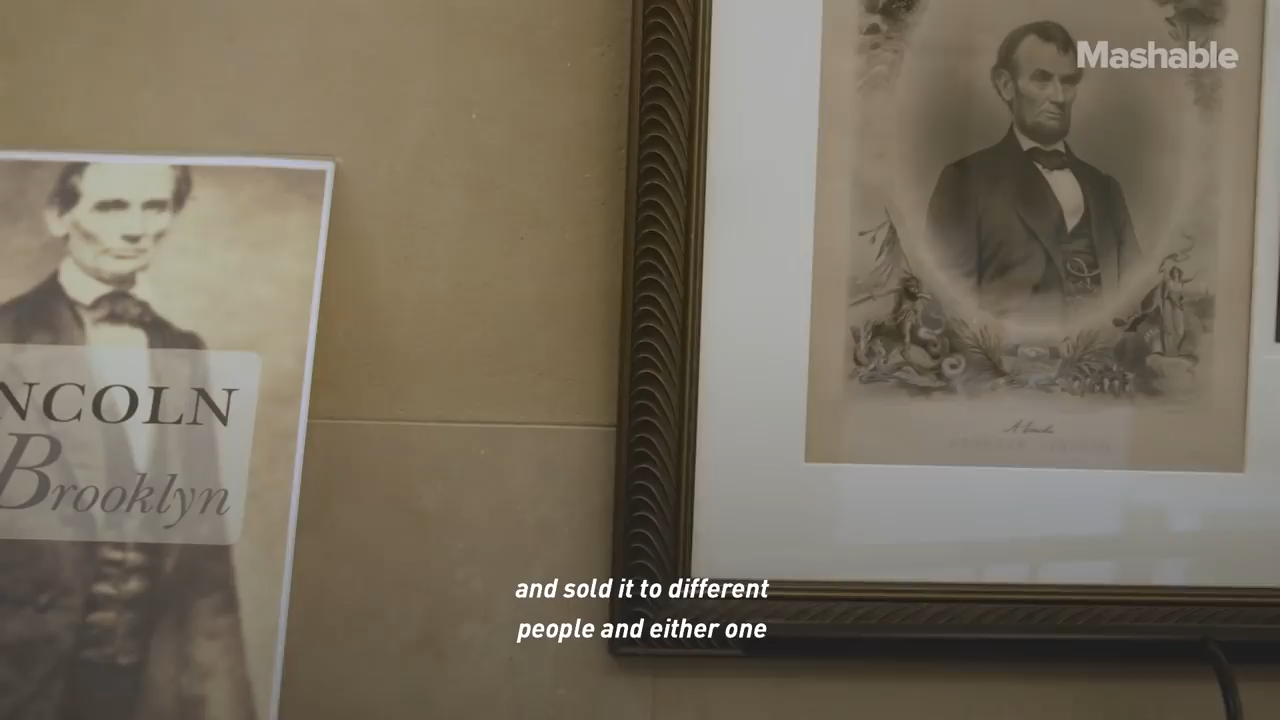 Mashable
NCOLN
Brooklyn
and sold it to different
people and either one